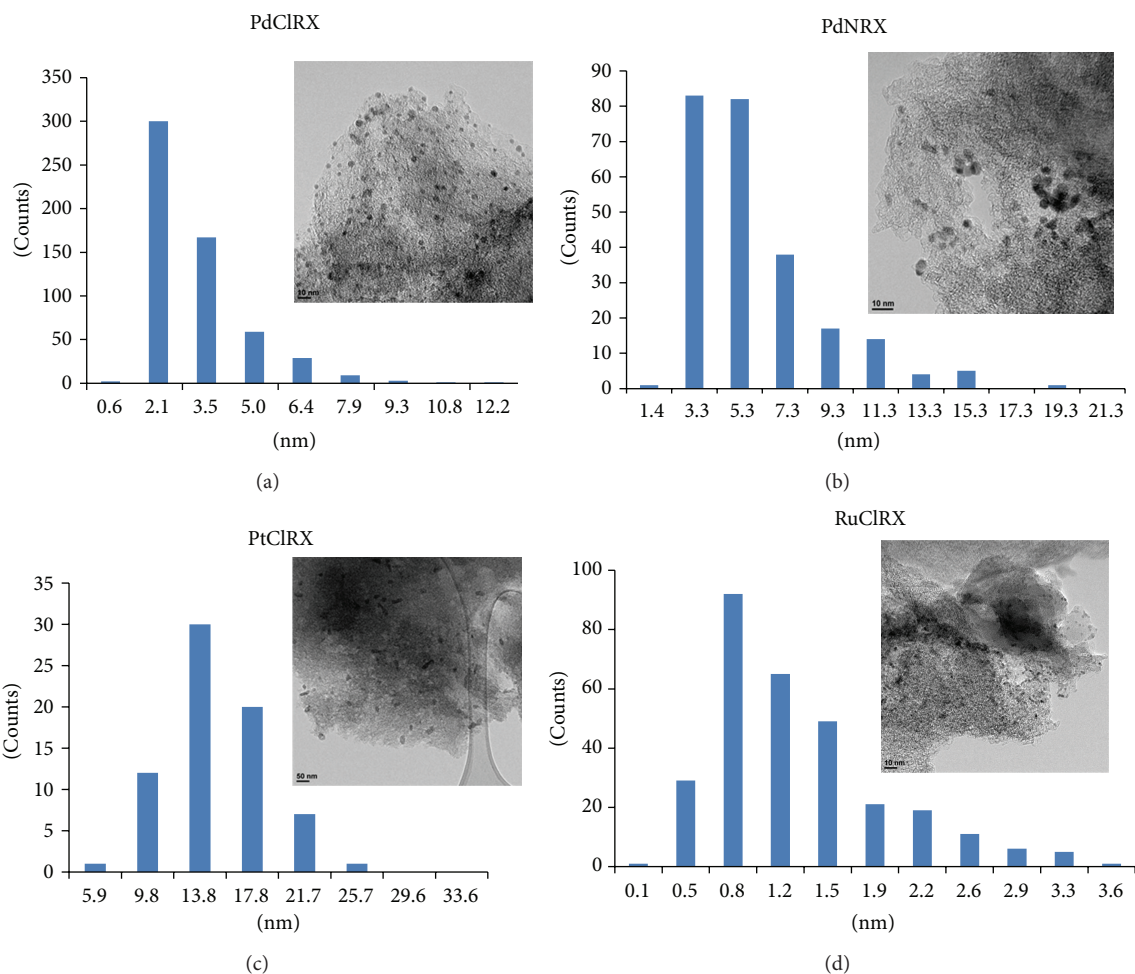 PdClRX
350
300
250
200
150
100
50
0
(Counts)
10 nm
0.6 2.1 3.5 5.0 6.4 7.9 9.3 10.8 12.2
(nm)
(a)
PdNRX
90
80
70
60
50
40
30
20
10
0
(Counts)
10 nm
1.4 3.3 5.3 7.3 9.3 11.3 13.3 15.3 17.3 19.3 21.3
(nm)
(b)
PtClRX
35
30
25
20
15
10
5
0
(Counts)
50 nm
5.9 9.8 13.8 17.8 21.7 25.7 29.6 33.6
(nm)
(c)
RuClRX
100
80
60
40
20
0
(Counts)
10 nm
0.1 0.5 0.8 1.2 1.5 1.9 2.2 2.6 2.9 3.3 3.6
(nm)
(d)